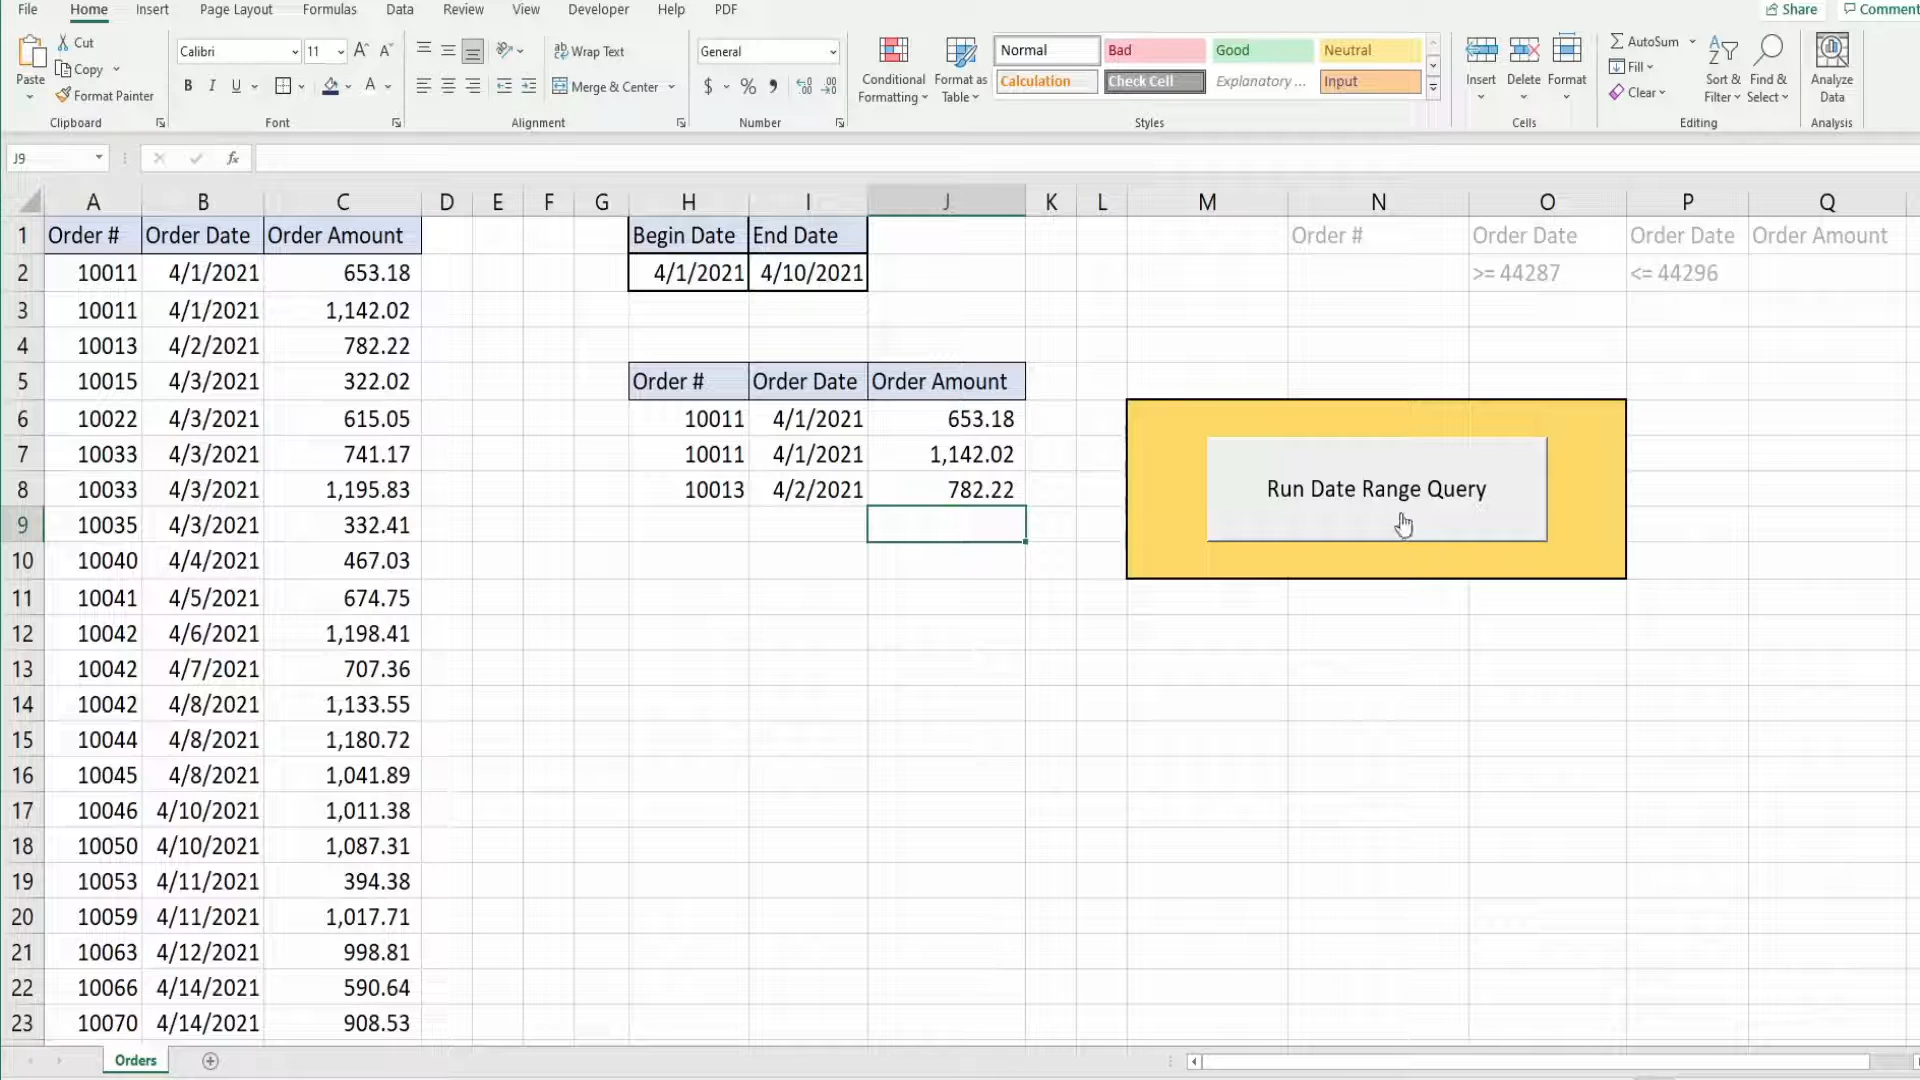 File Home Insert Page Layout Formulas Data Review View Developer Help PDF Share Comment
Cut Calibri 11 Wrap Text General Normal Bad Good Neutral AutoSum
Copy Fill
Paste Format Painter B I U Merge & Center $ % Conditional Formatting Format as Table Calculation Check Cell Explanatory ... Input Insert Delete Format Clear Sort & Filter Find & Select Analyze Data
Clipboard Font Alignment Number Styles Cells Editing Analysis
J9 fx
A B C D E F G H I J K L M N O P Q
1 Order # Order Date Order Amount Begin Date End Date Order # Order Date Order Date Order Amount
2 10011 4/1/2021 653.18 4/1/2021 4/10/2021 >= 44287 <= 44296
3 10011 4/1/2021 1,142.02
4 10013 4/2/2021 782.22
5 10015 4/3/2021 322.02 Order # Order Date Order Amount
6 10022 4/3/2021 615.05 10011 4/1/2021 653.18
7 10033 4/3/2021 741.17 10011 4/1/2021 1,142.02
8 10033 4/3/2021 1,195.83 10013 4/2/2021 782.22 Run Date Range Query
9 10035 4/3/2021 332.41
10 10040 4/4/2021 467.03
11 10041 4/5/2021 674.75
12 10042 4/6/2021 1,198.41
13 10042 4/7/2021 707.36
14 10042 4/8/2021 1,133.55
15 10044 4/8/2021 1,180.72
16 10045 4/8/2021 1,041.89
17 10046 4/10/2021 1,011.38
18 10050 4/10/2021 1,087.31
19 10053 4/11/2021 394.38
20 10059 4/11/2021 1,017.71
21 10063 4/12/2021 998.81
22 10066 4/14/2021 590.64
23 10070 4/14/2021 908.53
Orders